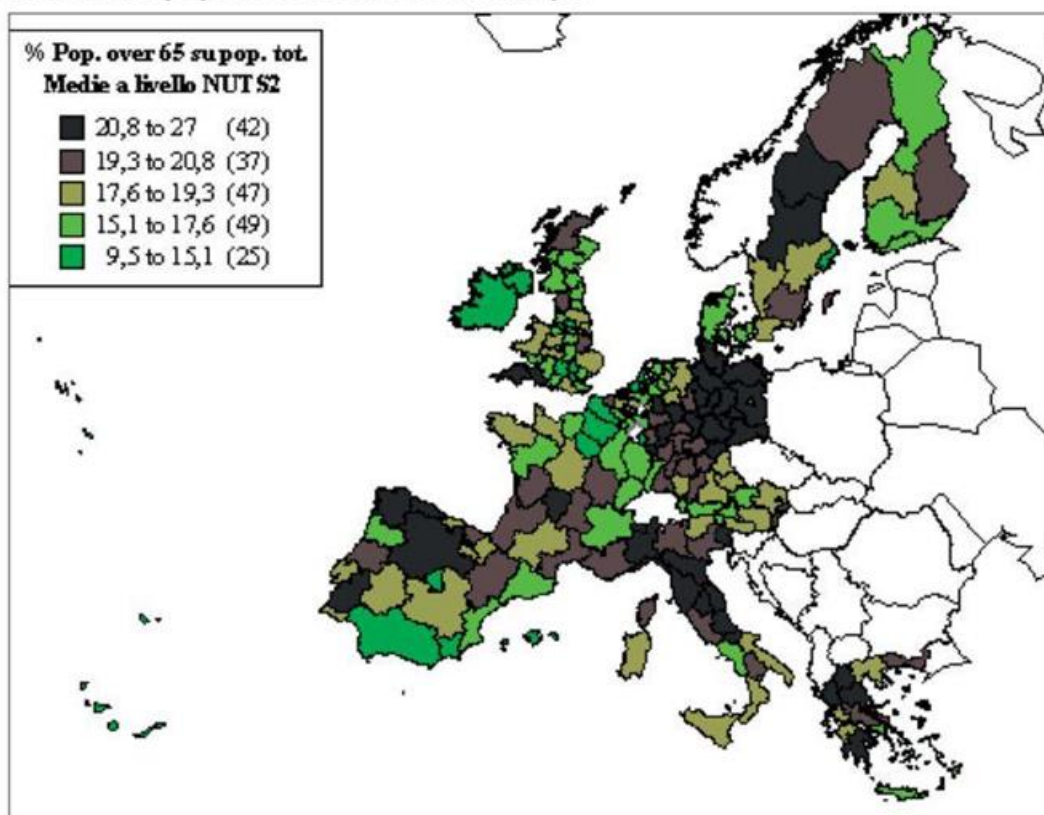 % Pop. over 65 su pop. tot.
Medie a livello NUTS2
20,8 to 27 (42)
19,3 to 20,8 (37)
17,6 to 19,3 (47)
15,1 to 17,6 (49)
9,5 to 15,1 (25)